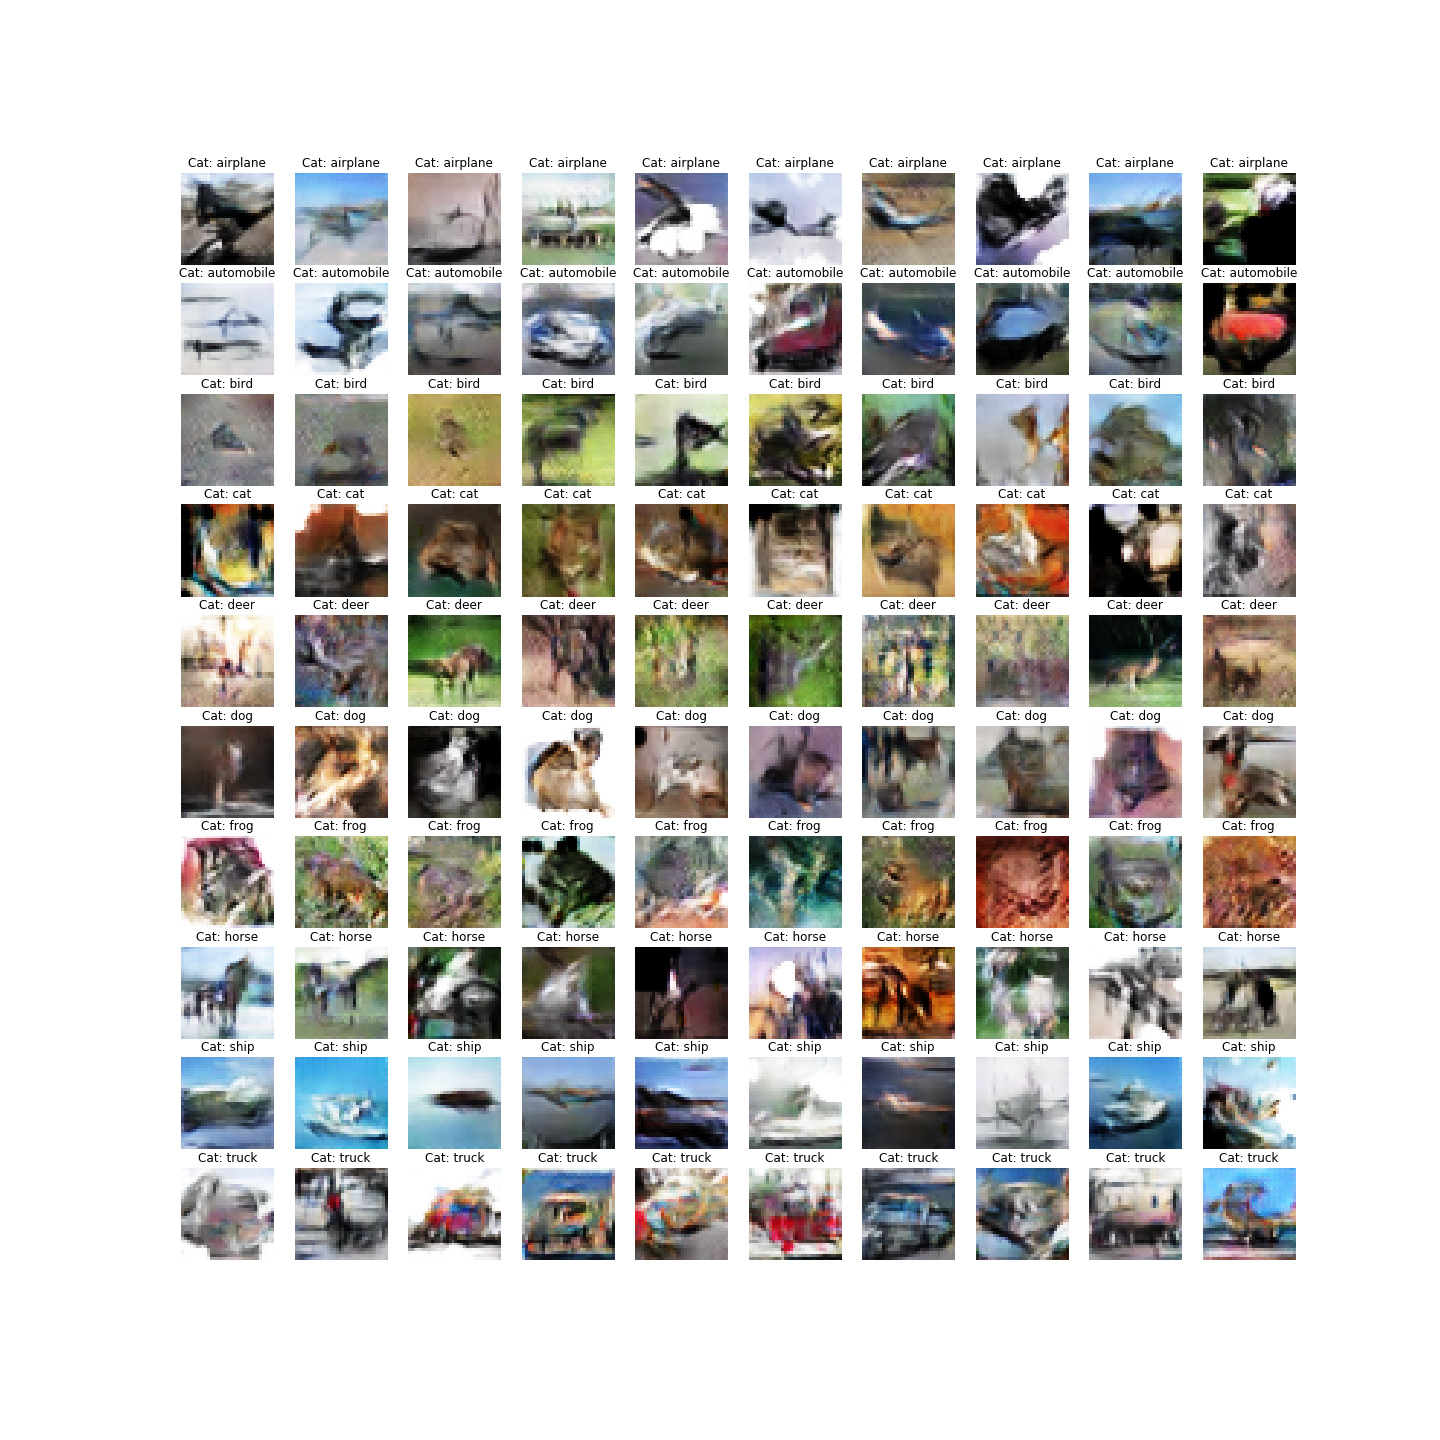 Cat: airplane Cat: airplane Cat: airplane Cat: airplane Cat: airplane Cat: airplane Cat: airplane Cat: airplane Cat: airplane Cat: airplane
Cat: automobile Cat: automobile Cat: automobile Cat: automobile Cat: automobile Cat: automobile Cat: automobile Cat: automobile Cat: automobile Cat: automobile
Cat: bird Cat: bird Cat: bird Cat: bird Cat: bird Cat: bird Cat: bird Cat: bird Cat: bird Cat: bird
Cat: cat Cat: cat Cat: cat Cat: cat Cat: cat Cat: cat Cat: cat Cat: cat Cat: cat Cat: cat
Cat: deer Cat: deer Cat: deer Cat: deer Cat: deer Cat: deer Cat: deer Cat: deer Cat: deer Cat: deer
Cat: dog Cat: dog Cat: dog Cat: dog Cat: dog Cat: dog Cat: dog Cat: dog Cat: dog Cat: dog
Cat: frog Cat: frog Cat: frog Cat: frog Cat: frog Cat: frog Cat: frog Cat: frog Cat: frog Cat: frog
Cat: horse Cat: horse Cat: horse Cat: horse Cat: horse Cat: horse Cat: horse Cat: horse Cat: horse Cat: horse
Cat: ship Cat: ship Cat: ship Cat: ship Cat: ship Cat: ship Cat: ship Cat: ship Cat: ship Cat: ship
Cat: truck Cat: truck Cat: truck Cat: truck Cat: truck Cat: truck Cat: truck Cat: truck Cat: truck Cat: truck